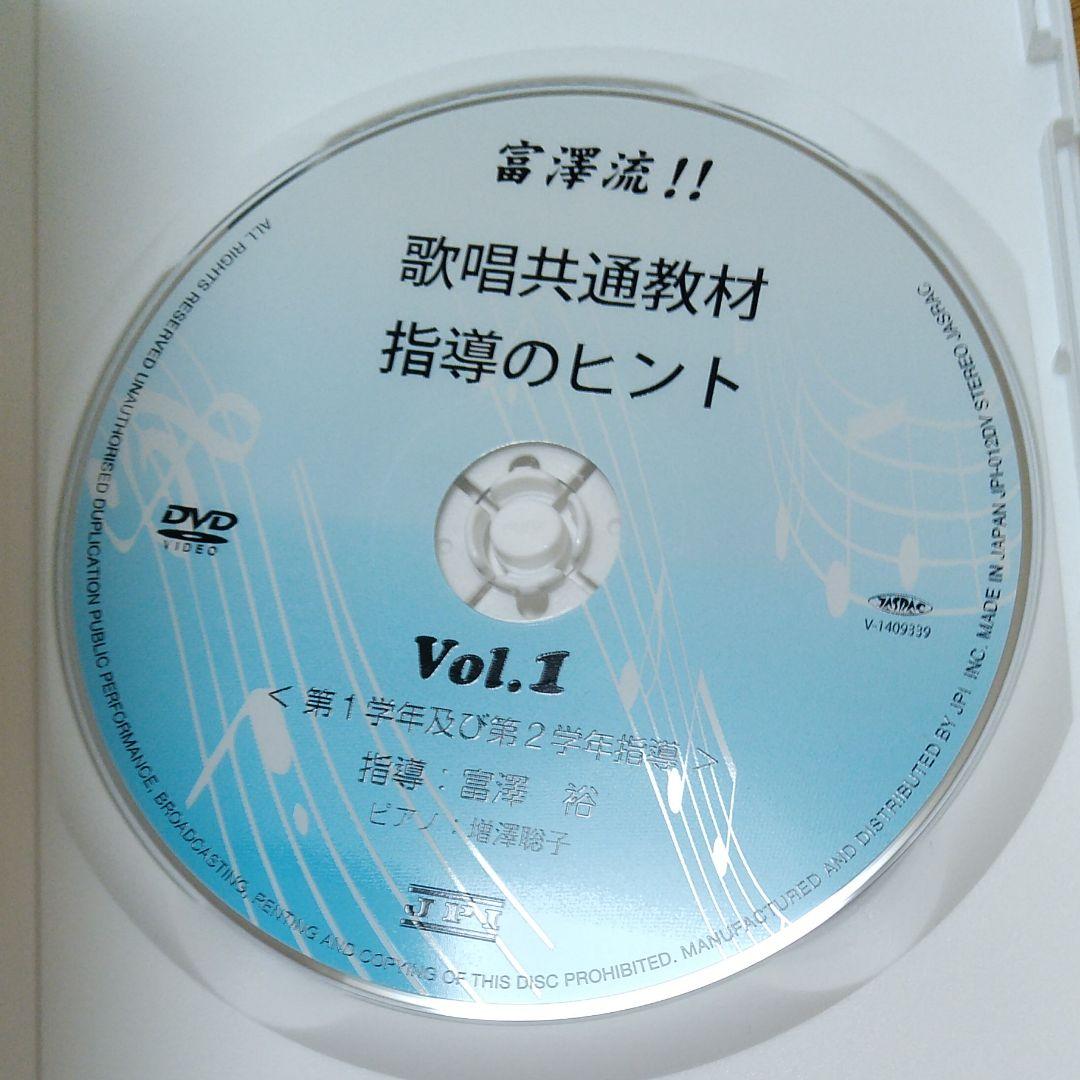 富澤流!!
歌唱共通教材
指導のヒント
DVD
VIDEO
JASRAC
V-1409339
Vol.1
<第1学年及び第2学年指導>
指導：富澤 裕
ピアノ：増澤聡子
JPI
ALL RIGHTS RESERVED UNAUTHORISED DUPLICATION PUBLIC PERFORMANCE, BROADCASTING, RENTING AND COPYING OF THIS DISC PROHIBITED. MANUFACTURED AMD DISTRIBUTED BY JPI INC. MADE IN JAPAN JPI-012DV STEREO JASRAC